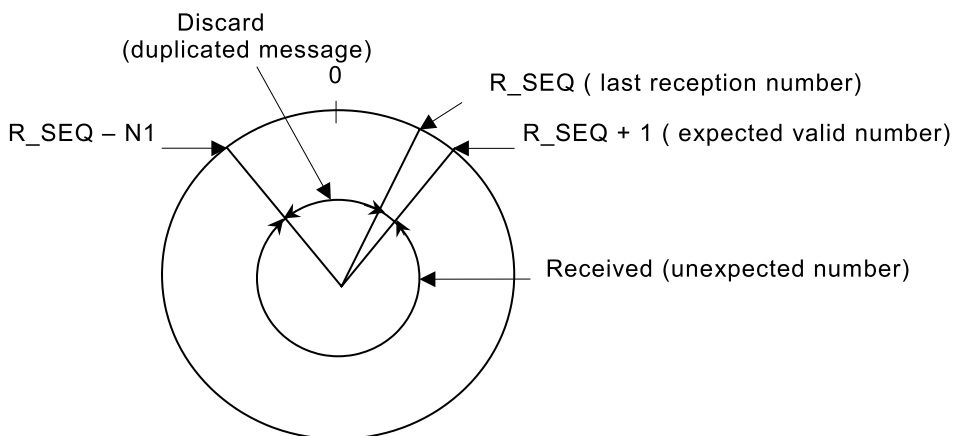 Discard
(duplicated message)
0
R_SEQ ( last reception number)
R_SEQ – N1
R_SEQ + 1 ( expected valid number)
Received (unexpected number)